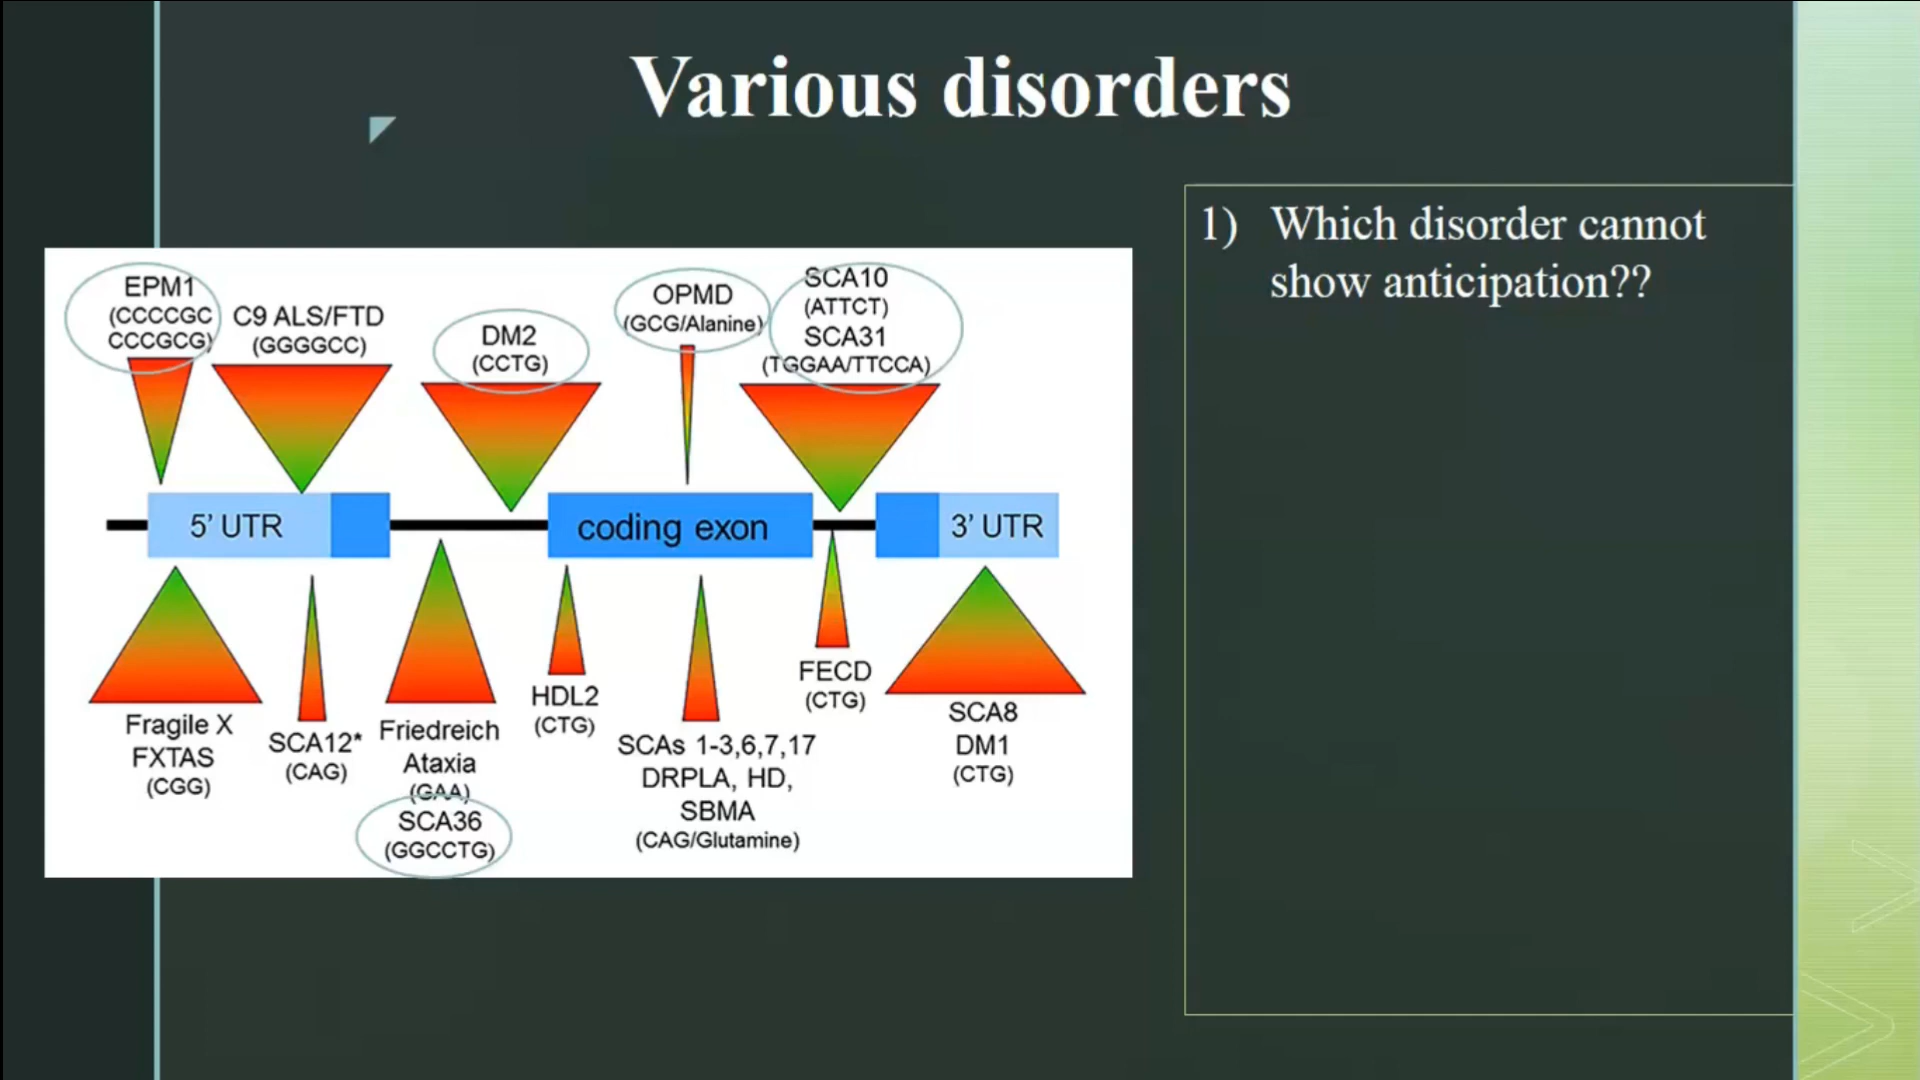 Various disorders
1) Which disorder cannot
show anticipation??
EPM1
(CCCCGC
CCCGCG)
C9 ALS/FTD
(GGGGCC)
DM2
(CCTG)
OPMD
(GCG/Alanine)
SCA10
(ATTCT)
SCA31
(TGGAA/TTCCA)
5’ UTR
coding exon
3’ UTR
Fragile X
FXTAS
(CGG)
SCA12*
(CAG)
Friedreich
Ataxia
(GAA)
SCA36
(GGCCTG)
HDL2
(CTG)
SCAs 1-3,6,7,17
DRPLA, HD,
SBMA
(CAG/Glutamine)
FECD
(CTG)
SCA8
DM1
(CTG)